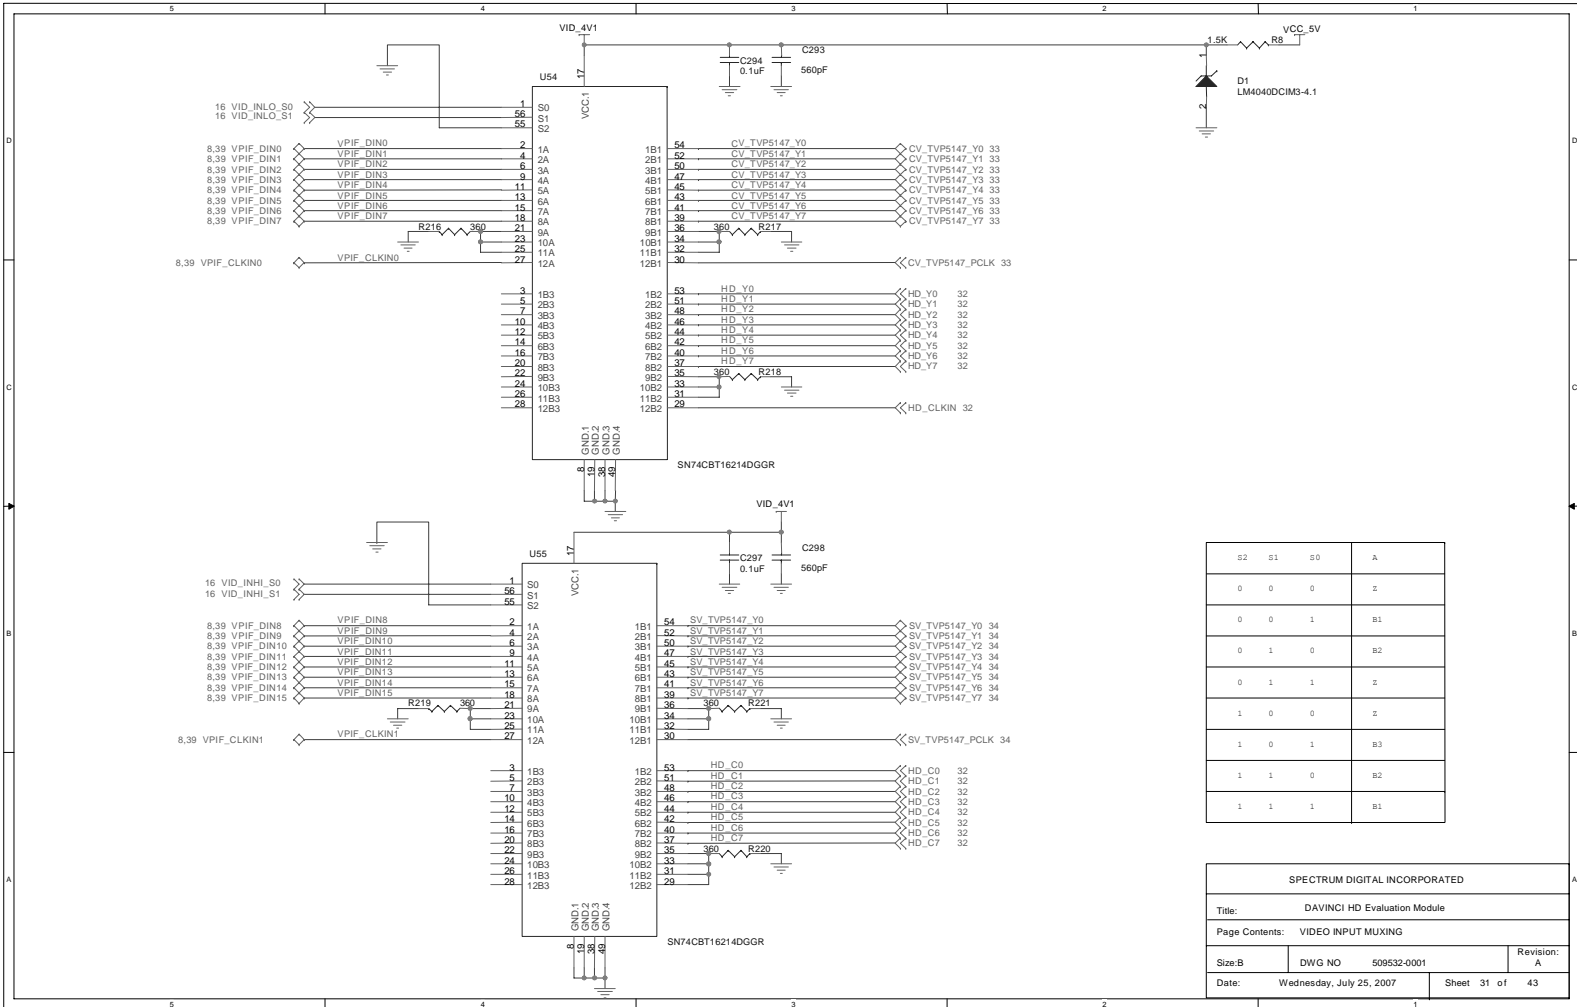 5 4 3 2 1
VID_4V1
VCC_5V
1.5K R8
C293
560pF
C294
0.1uF
1
D1
LM4040DCIM3-4.1
2
U54
17
VCC.1
16 VID_INLO_S0 1 S0
16 VID_INLO_S1 56 S1
55 S2
D D
8,39 VPIF_DIN0 VPIF_DIN0 2 1A 1B1 54 CV_TVP5147_Y0 CV_TVP5147_Y0 33
8,39 VPIF_DIN1 VPIF_DIN1 4 2A 2B1 52 CV_TVP5147_Y1 CV_TVP5147_Y1 33
8,39 VPIF_DIN2 VPIF_DIN2 6 3A 3B1 50 CV_TVP5147_Y2 CV_TVP5147_Y2 33
8,39 VPIF_DIN3 VPIF_DIN3 9 4A 4B1 47 CV_TVP5147_Y3 CV_TVP5147_Y3 33
8,39 VPIF_DIN4 VPIF_DIN4 11 5A 5B1 45 CV_TVP5147_Y4 CV_TVP5147_Y4 33
8,39 VPIF_DIN5 VPIF_DIN5 13 6A 6B1 43 CV_TVP5147_Y5 CV_TVP5147_Y5 33
8,39 VPIF_DIN6 VPIF_DIN6 15 7A 7B1 41 CV_TVP5147_Y6 CV_TVP5147_Y6 33
8,39 VPIF_DIN7 VPIF_DIN7 18 8A 8B1 39 CV_TVP5147_Y7 CV_TVP5147_Y7 33
R216 360 21 9A 9B1 36 360 R217
23 10A 10B1 34
25 11A 11B1 32
8,39 VPIF_CLKIN0 VPIF_CLKIN0 27 12A 12B1 30 CV_TVP5147_PCLK 33
3 1B3 1B2 53 HD_Y0 HD_Y0 32
5 2B3 2B2 51 HD_Y1 HD_Y1 32
7 3B3 3B2 48 HD_Y2 HD_Y2 32
10 4B3 4B2 46 HD_Y3 HD_Y3 32
12 5B3 5B2 44 HD_Y4 HD_Y4 32
14 6B3 6B2 42 HD_Y5 HD_Y5 32
16 7B3 7B2 40 HD_Y6 HD_Y6 32
20 8B3 8B2 37 HD_Y7 HD_Y7 32
22 9B3 9B2 35 360 R218
C C
24 10B3 10B2 33
26 11B3 11B2 31
28 12B3 12B2 29 HD_CLKIN 32
GND.1 GND.2 GND.3 GND.4
8 19 38 49
SN74CBT16214DGGR
VID_4V1
C298
560pF
C297
0.1uF
U55
17
VCC.1
16 VID_INHI_S0 1 S0
16 VID_INHI_S1 56 S1
55 S2
B B
8,39 VPIF_DIN8 VPIF_DIN8 2 1A 1B1 54 SV_TVP5147_Y0 SV_TVP5147_Y0 34
8,39 VPIF_DIN9 VPIF_DIN9 4 2A 2B1 52 SV_TVP5147_Y1 SV_TVP5147_Y1 34
8,39 VPIF_DIN10 VPIF_DIN10 6 3A 3B1 50 SV_TVP5147_Y2 SV_TVP5147_Y2 34
8,39 VPIF_DIN11 VPIF_DIN11 9 4A 4B1 47 SV_TVP5147_Y3 SV_TVP5147_Y3 34
8,39 VPIF_DIN12 VPIF_DIN12 11 5A 5B1 45 SV_TVP5147_Y4 SV_TVP5147_Y4 34
8,39 VPIF_DIN13 VPIF_DIN13 13 6A 6B1 43 SV_TVP5147_Y5 SV_TVP5147_Y5 34
8,39 VPIF_DIN14 VPIF_DIN14 15 7A 7B1 41 SV_TVP5147_Y6 SV_TVP5147_Y6 34
8,39 VPIF_DIN15 VPIF_DIN15 18 8A 8B1 39 SV_TVP5147_Y7 SV_TVP5147_Y7 34
R219 360 21 9A 9B1 36 360 R221
23 10A 10B1 34
25 11A 11B1 32
8,39 VPIF_CLKIN1 VPIF_CLKIN1 27 12A 12B1 30 SV_TVP5147_PCLK 34
3 1B3 1B2 53 HD_C0 HD_C0 32
5 2B3 2B2 51 HD_C1 HD_C1 32
7 3B3 3B2 48 HD_C2 HD_C2 32
10 4B3 4B2 46 HD_C3 HD_C3 32
12 5B3 5B2 44 HD_C4 HD_C4 32
14 6B3 6B2 42 HD_C5 HD_C5 32
16 7B3 7B2 40 HD_C6 HD_C6 32
20 8B3 8B2 37 HD_C7 HD_C7 32
22 9B3 9B2 35 360 R220
24 10B3 10B2 33
26 11B3 11B2 31
28 12B3 12B2 29
A A
GND.1 GND.2 GND.3 GND.4
8 19 38 49
SN74CBT16214DGGR
S2 S1 S0 A
0 0 0 Z
0 0 1 B1
0 1 0 B2
0 1 1 Z
1 0 0 Z
1 0 1 B3
1 1 0 B2
1 1 1 B1
SPECTRUM DIGITAL INCORPORATED
Title: DAVINCI HD Evaluation Module
Page Contents: VIDEO INPUT MUXING
Size:B DWG NO 509532-0001 Revision: A
Date: Wednesday, July 25, 2007 Sheet 31 of 43
5 4 3 2 1